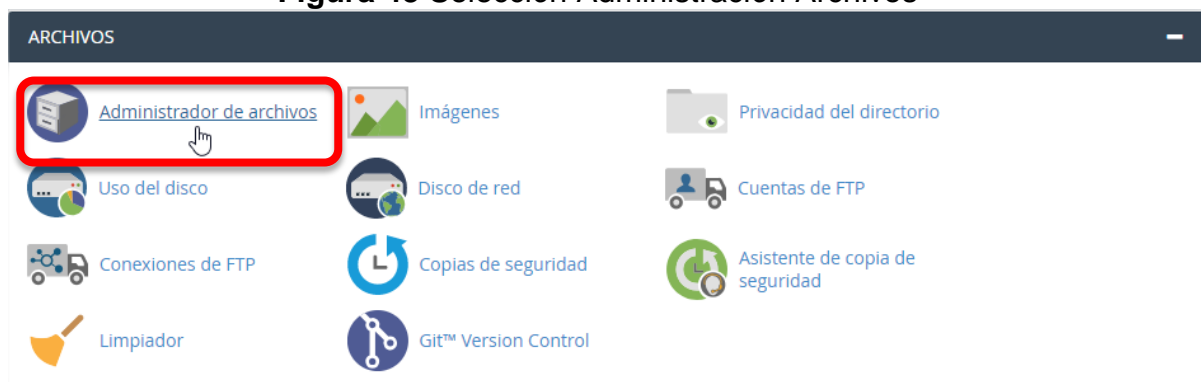 ARCHIVOS
Administrador de archivos
Imágenes
Privacidad del directorio
Uso del disco
Disco de red
Cuentas de FTP
Conexiones de FTP
Copias de seguridad
Asistente de copia de
seguridad
Limpiador
Git™ Version Control